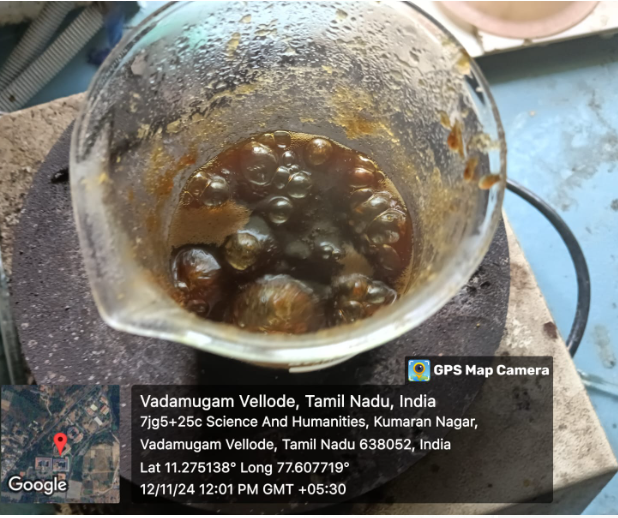 GPS Map Camera
Vadamugam Vellode, Tamil Nadu, India
7jg5+25c Science And Humanities, Kumaran Nagar,
Vadamugam Vellode, Tamil Nadu 638052, India
Lat 11.275138° Long 77.607719°
12/11/24 12:01 PM GMT +05:30
Google